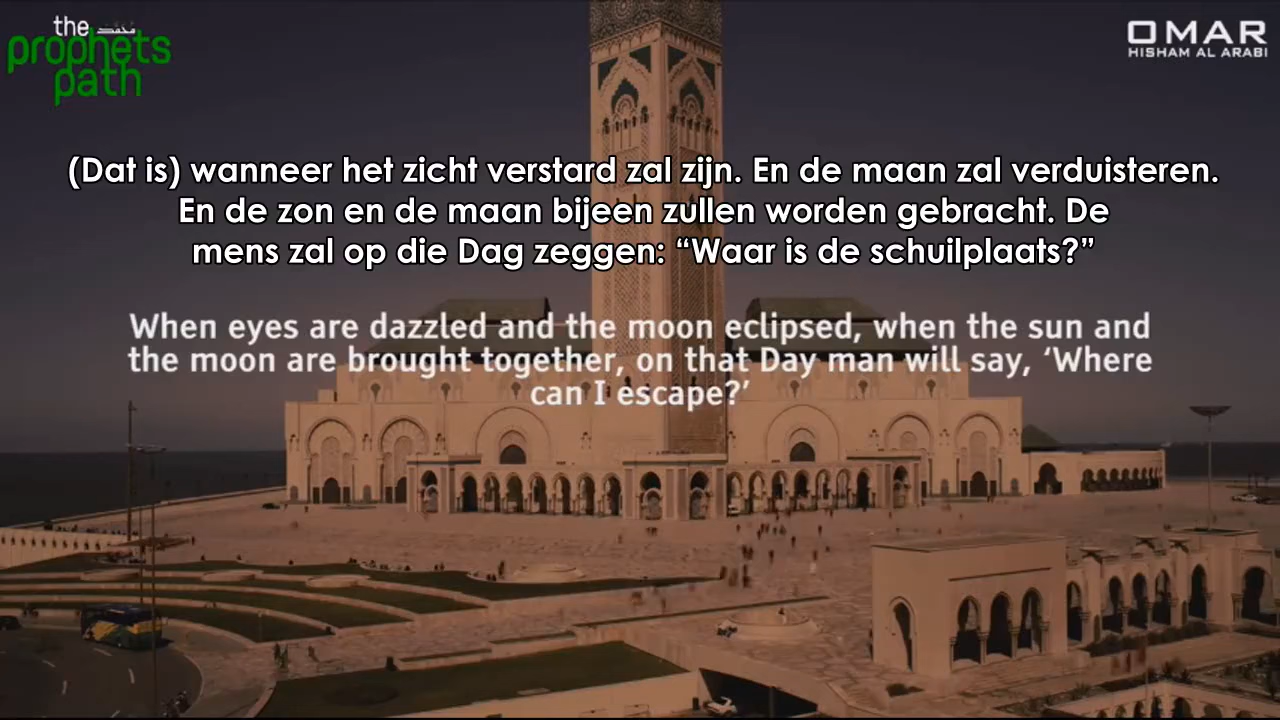 the محمد
prophets
path
OMAR
HISHAM AL ARABI
(Dat is) wanneer het zicht verstard zal zijn. En de maan zal verduisteren.
En de zon en de maan bijeen zullen worden gebracht. De
mens zal op die Dag zeggen: “Waar is de schuilplaats?”
When eyes are dazzled and the moon eclipsed, when the sun and
the moon are brought together, on that Day man will say, ‘Where
can I escape?’